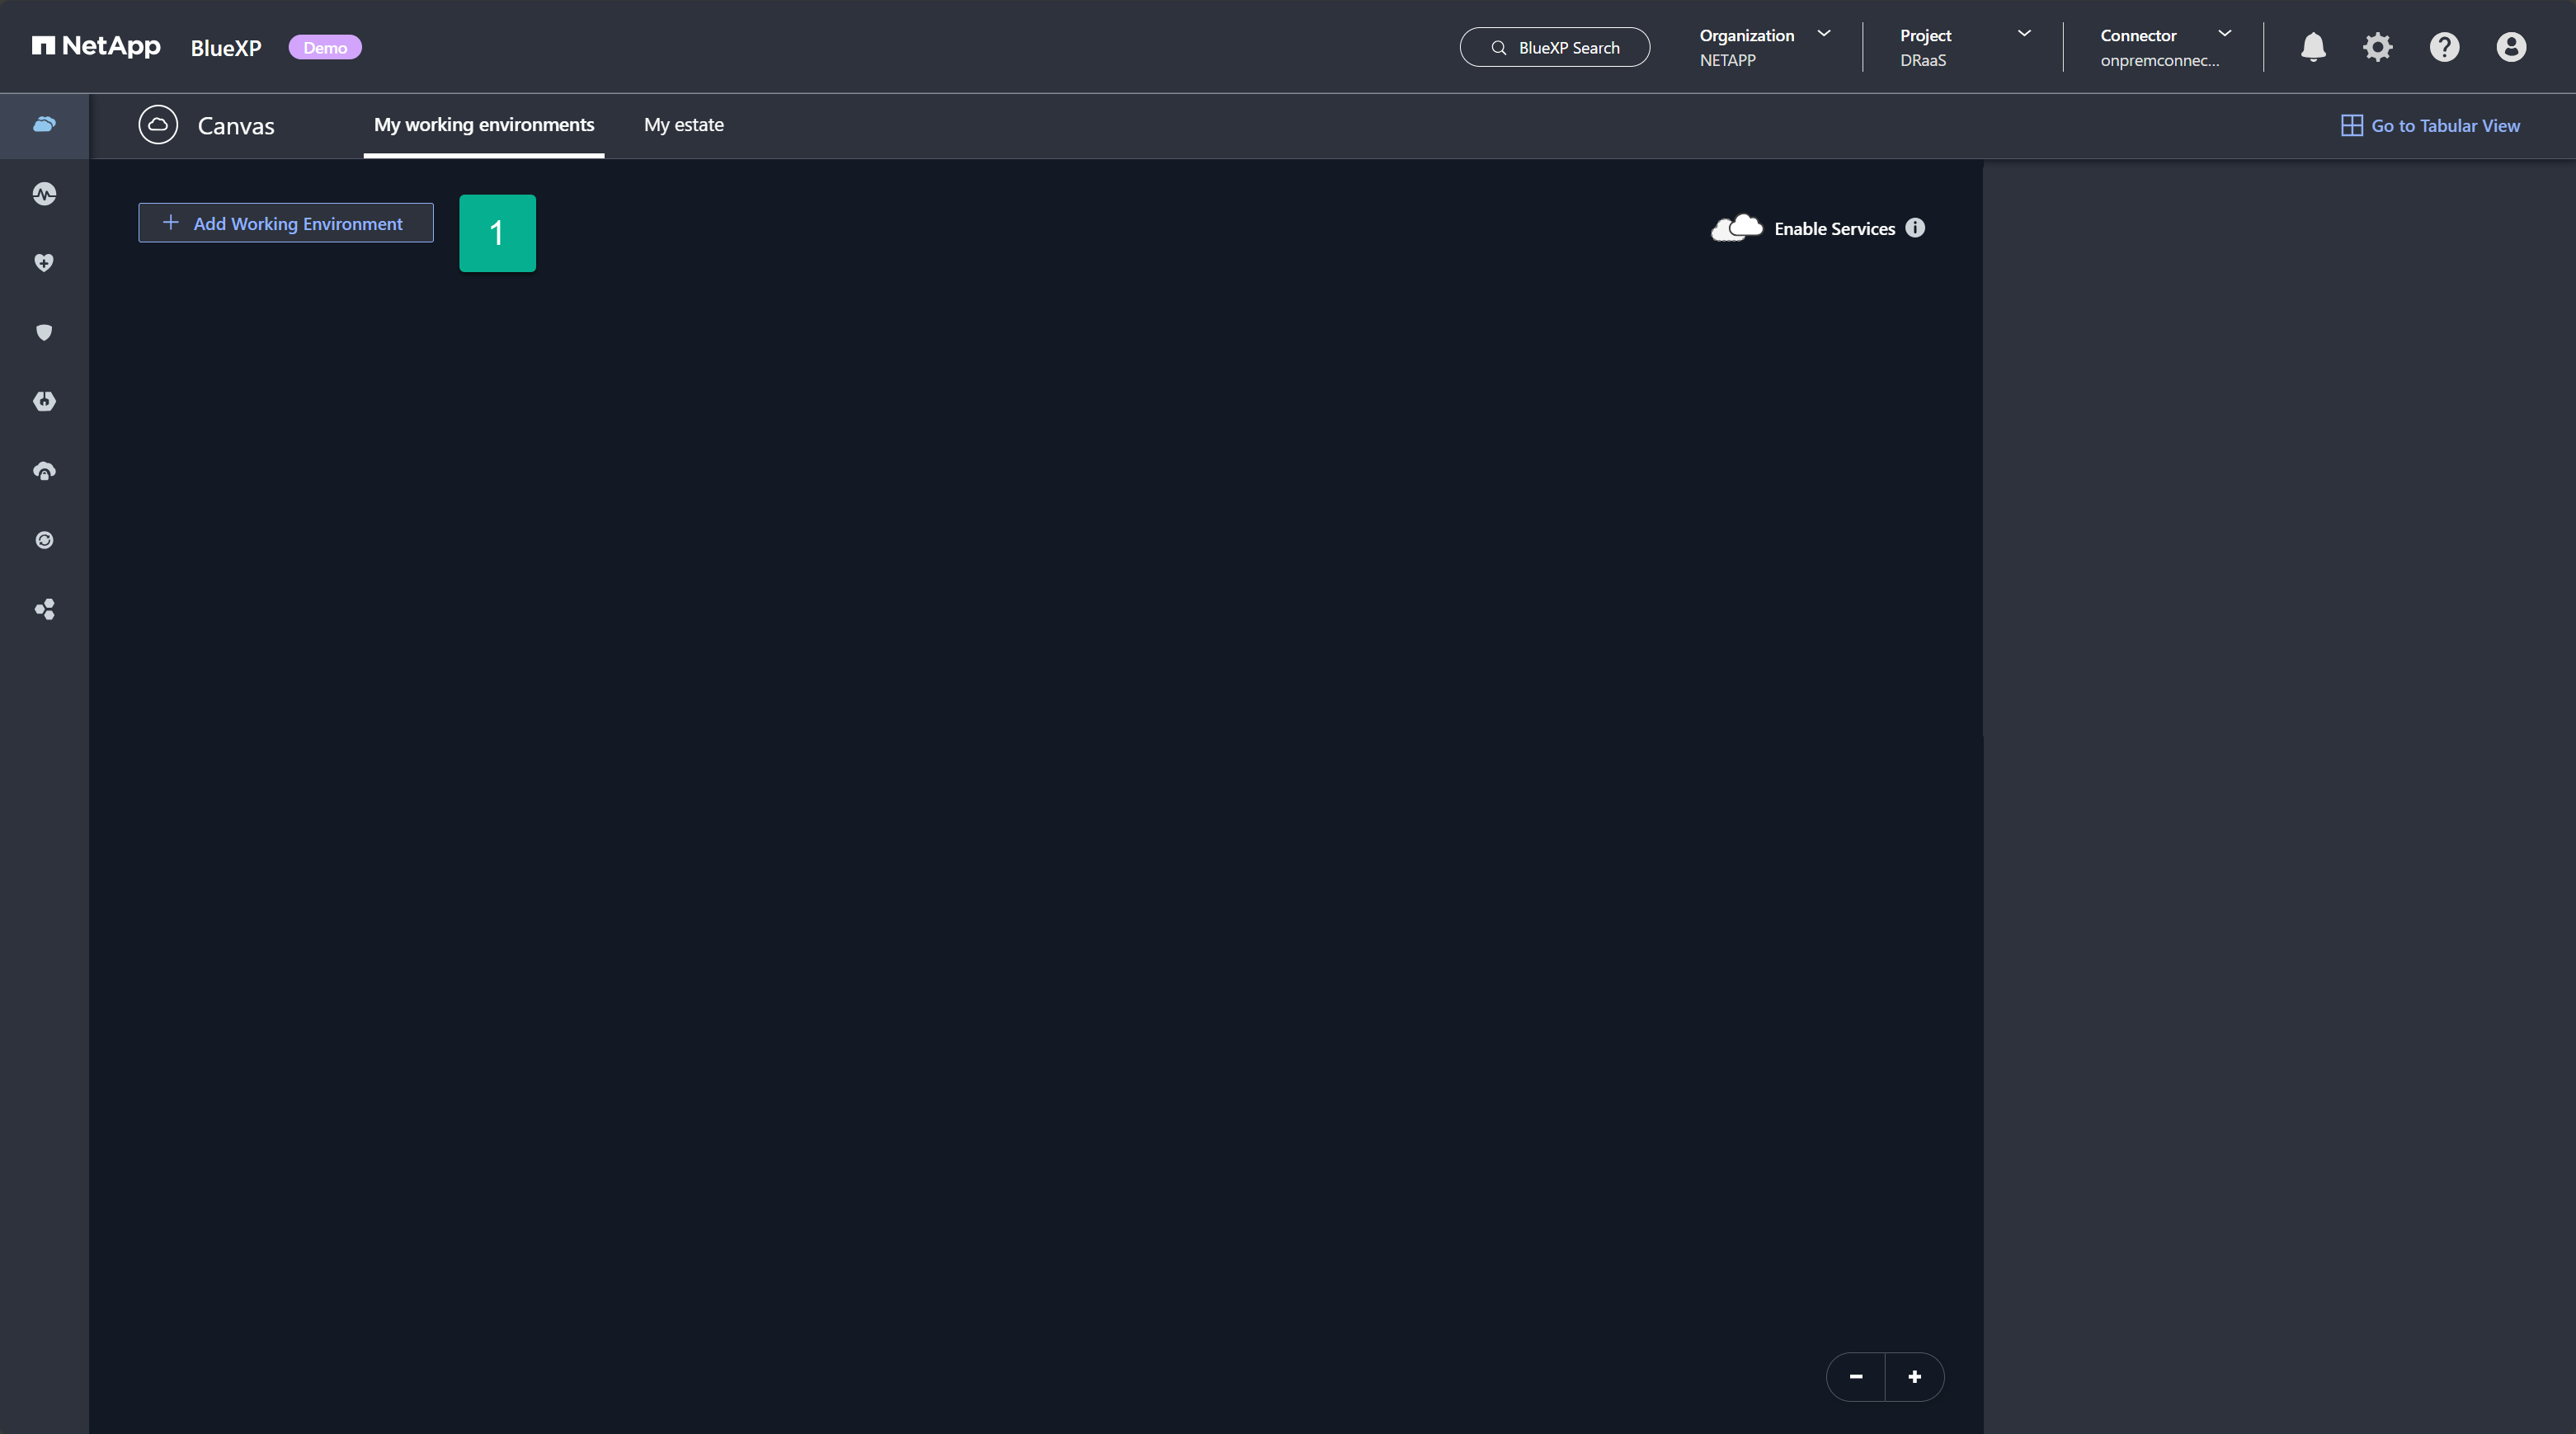 NetApp BlueXP Demo
BlueXP Search
Organization
NETAPP
Project
DRaaS
Connector
onpremconnec...
Canvas
My working environments
My estate
Go to Tabular View
Add Working Environment
1
Enable Services